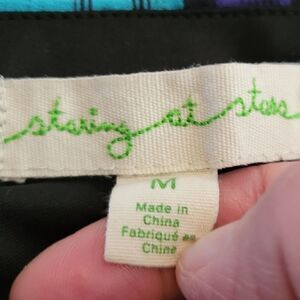 staring at stars
M
Made in
China
Fabriqué en
Chine